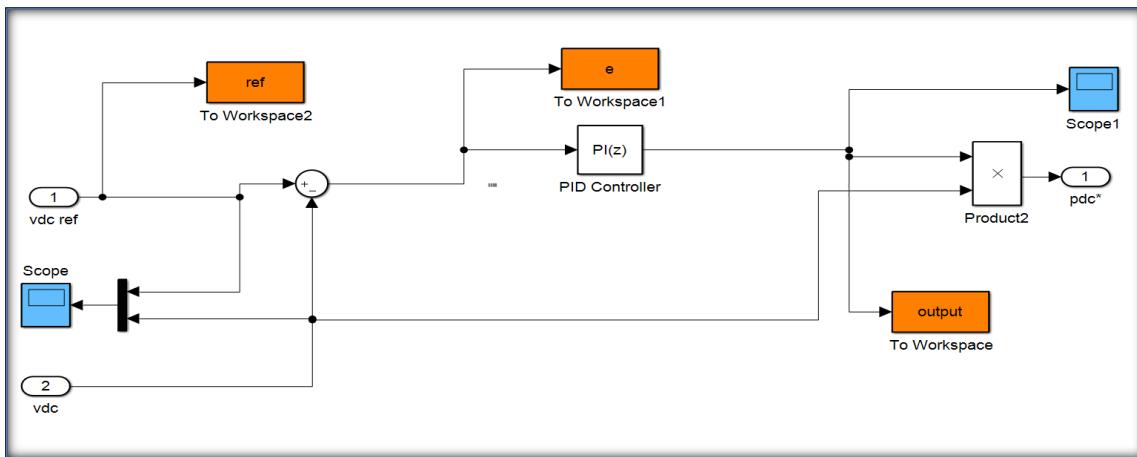 ref
To Workspace2
e
To Workspace1
Scope1
PI(z)
PID Controller
×
Product2
1
pdc*
1
vdc ref
+
−
Scope
output
To Workspace
2
vdc